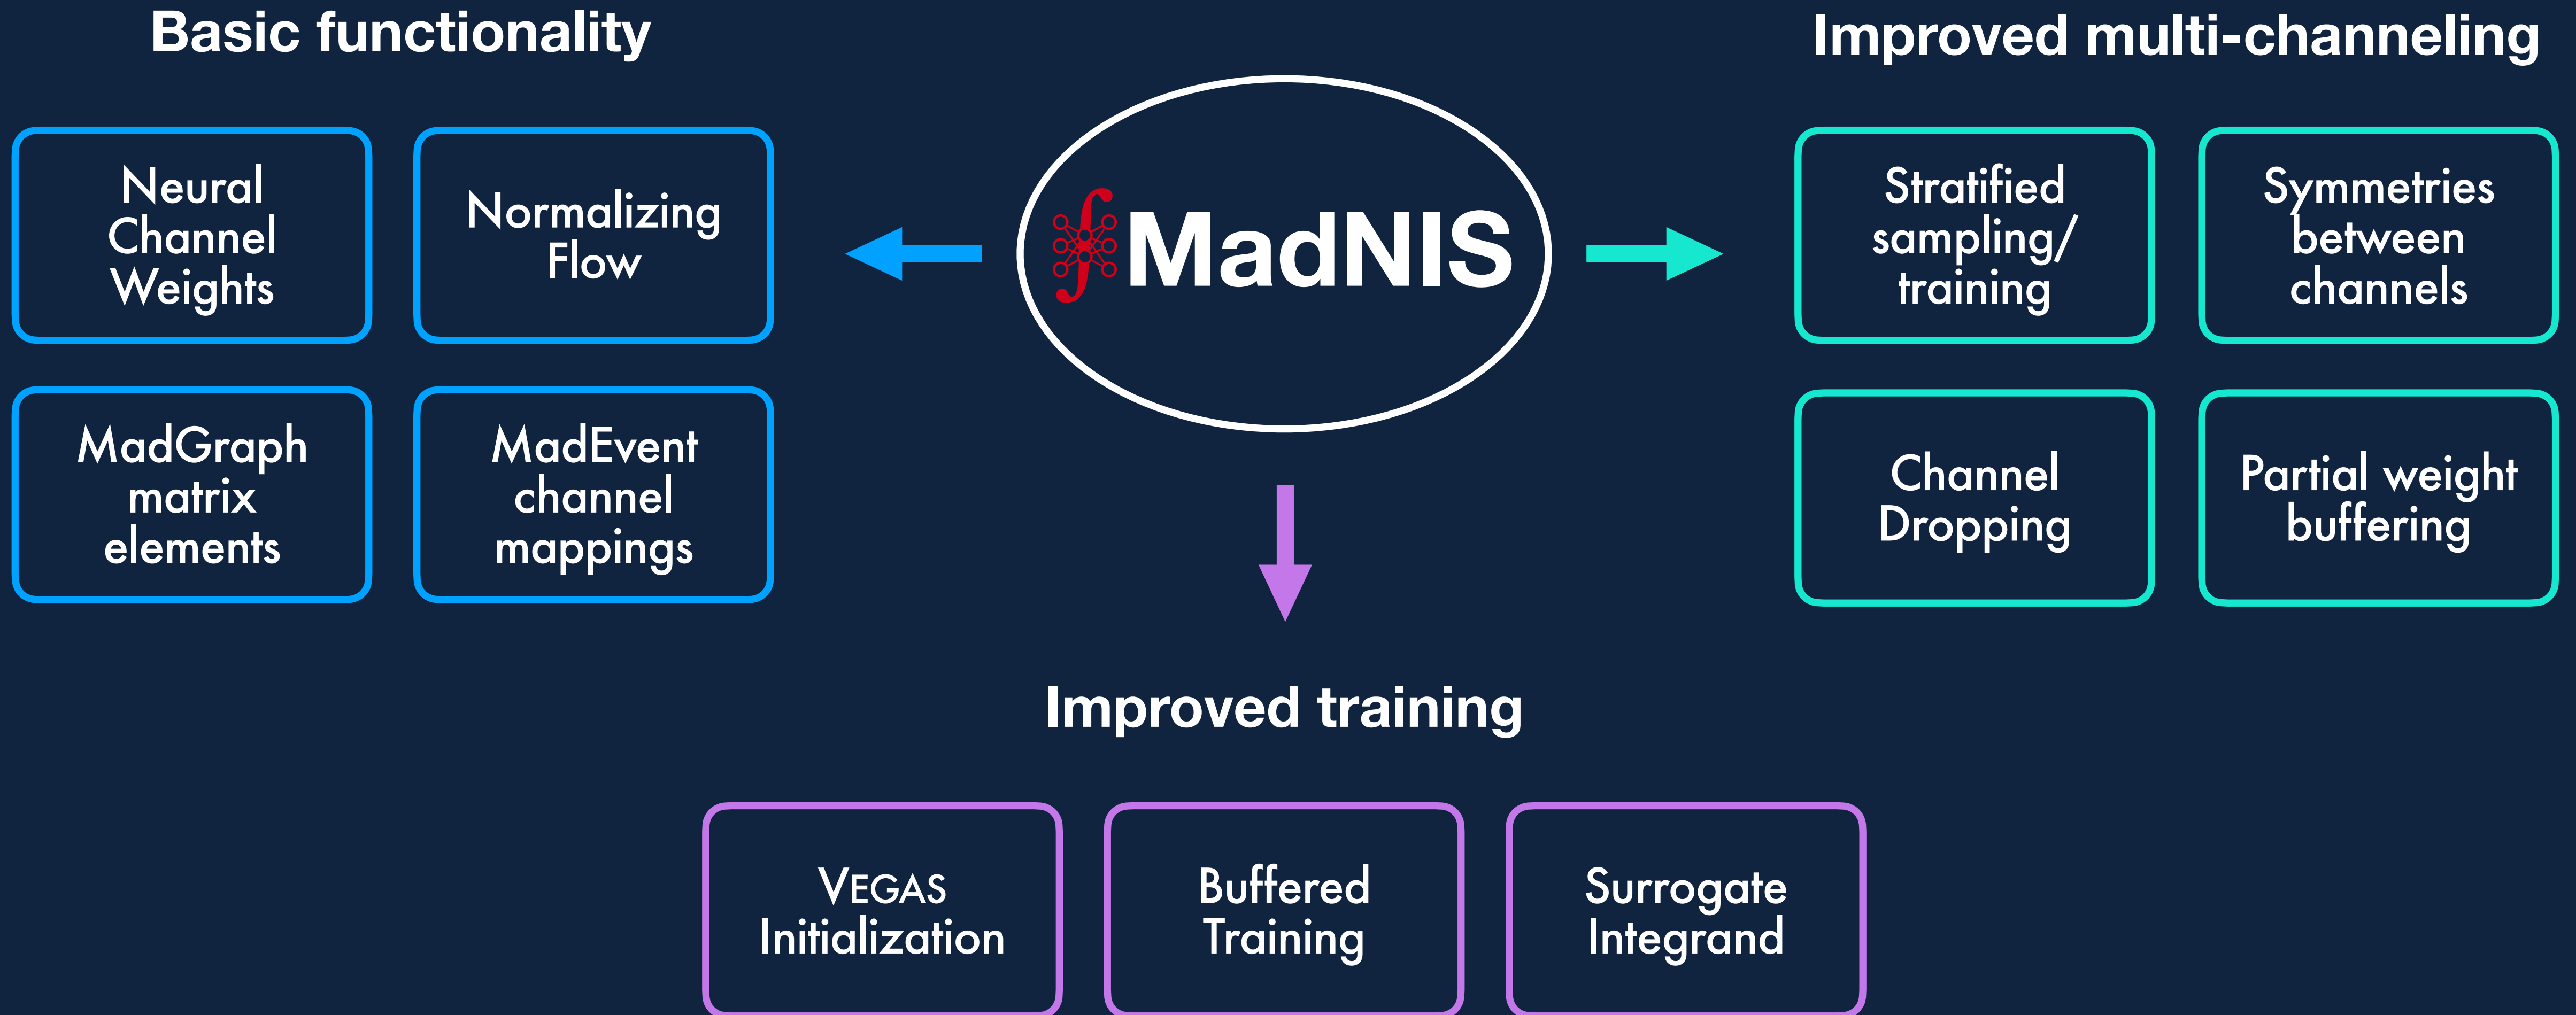 Basic functionality
Neural
Channel
Weights
Normalizing
Flow
MadGraph
matrix
elements
MadEvent
channel
mappings
MadNIS
Improved multi-channeling
Stratified
sampling/
training
Symmetries
between
channels
Channel
Dropping
Partial weight
buffering
Improved training
VEGAS
Initialization
Buffered
Training
Surrogate
Integrand